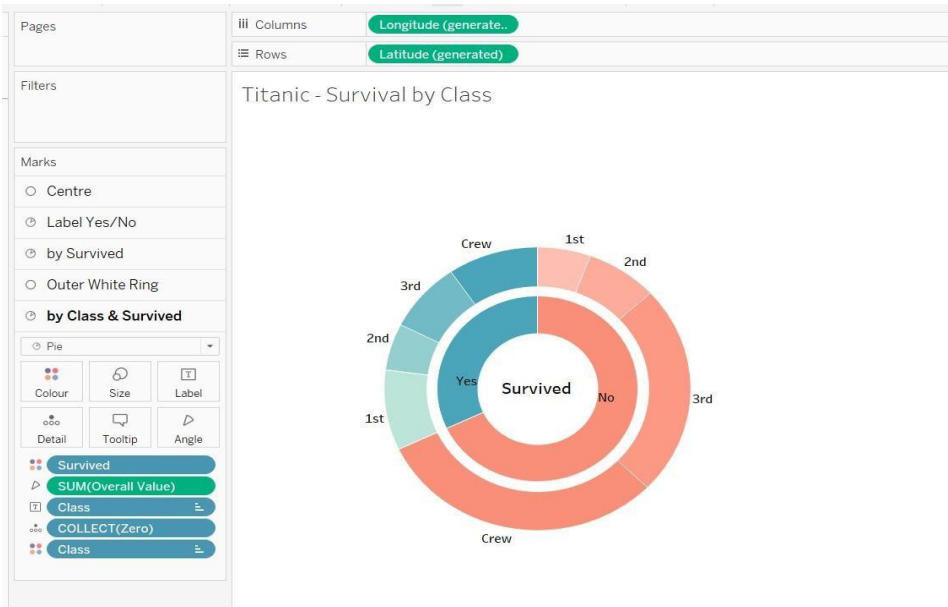 Pages
iii Columns
Longitude (generate..
Rows
Latitude (generated)
Filters
Titanic - Survival by Class
Marks
Centre
Label Yes/No
by Survived
Outer White Ring
by Class & Survived
Pie
Colour
Size
T
Label
Detail
Tooltip
Angle
Survived
SUM(Overall Value)
T
Class
COLLECT(Zero)
Class
Crew
1st
2nd
3rd
2nd
1st
Yes
Survived
No
3rd
Crew